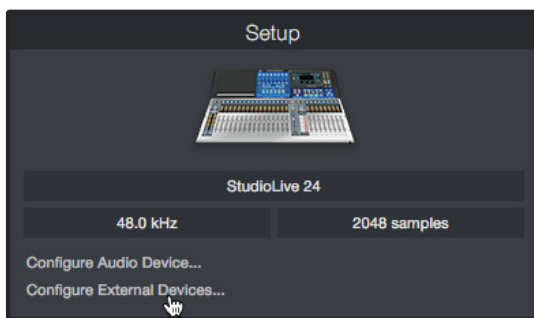 Setup
StudioLive 24
48.0 kHz
2048 samples
Configure Audio Device...
Configure External Devices...